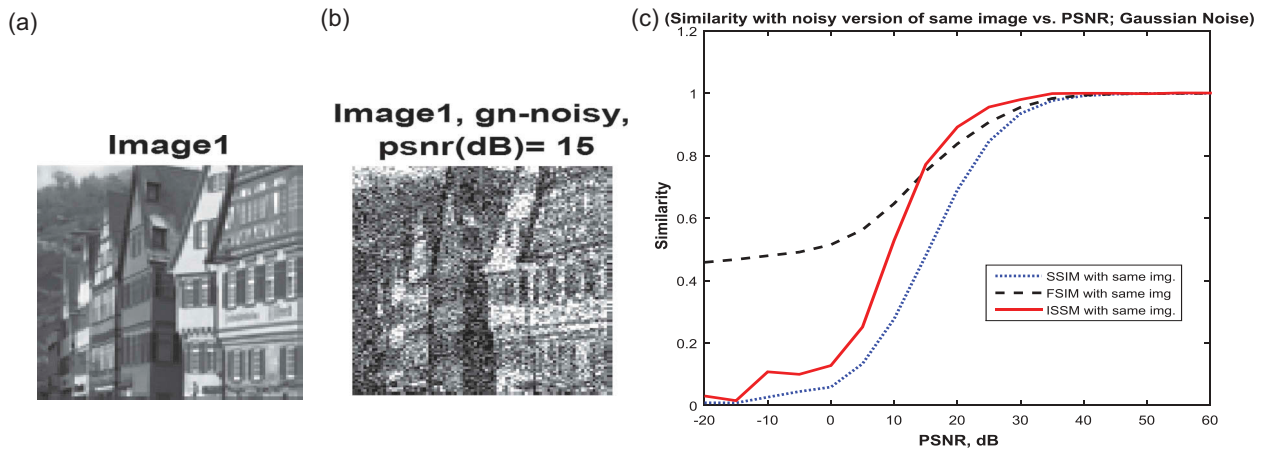 (a)
Image1
(b)
Image1, gn-noisy,
psnr(dB)= 15
(c) (Similarity with noisy version of same image vs. PSNR; Gaussian Noise)
1.2
1
0.8
0.6
0.4
0.2
0
Similarity
SSIM with same img.
FSIM with same img
ISSM with same img.
-20 -10 0 10 20 30 40 50 60
PSNR, dB